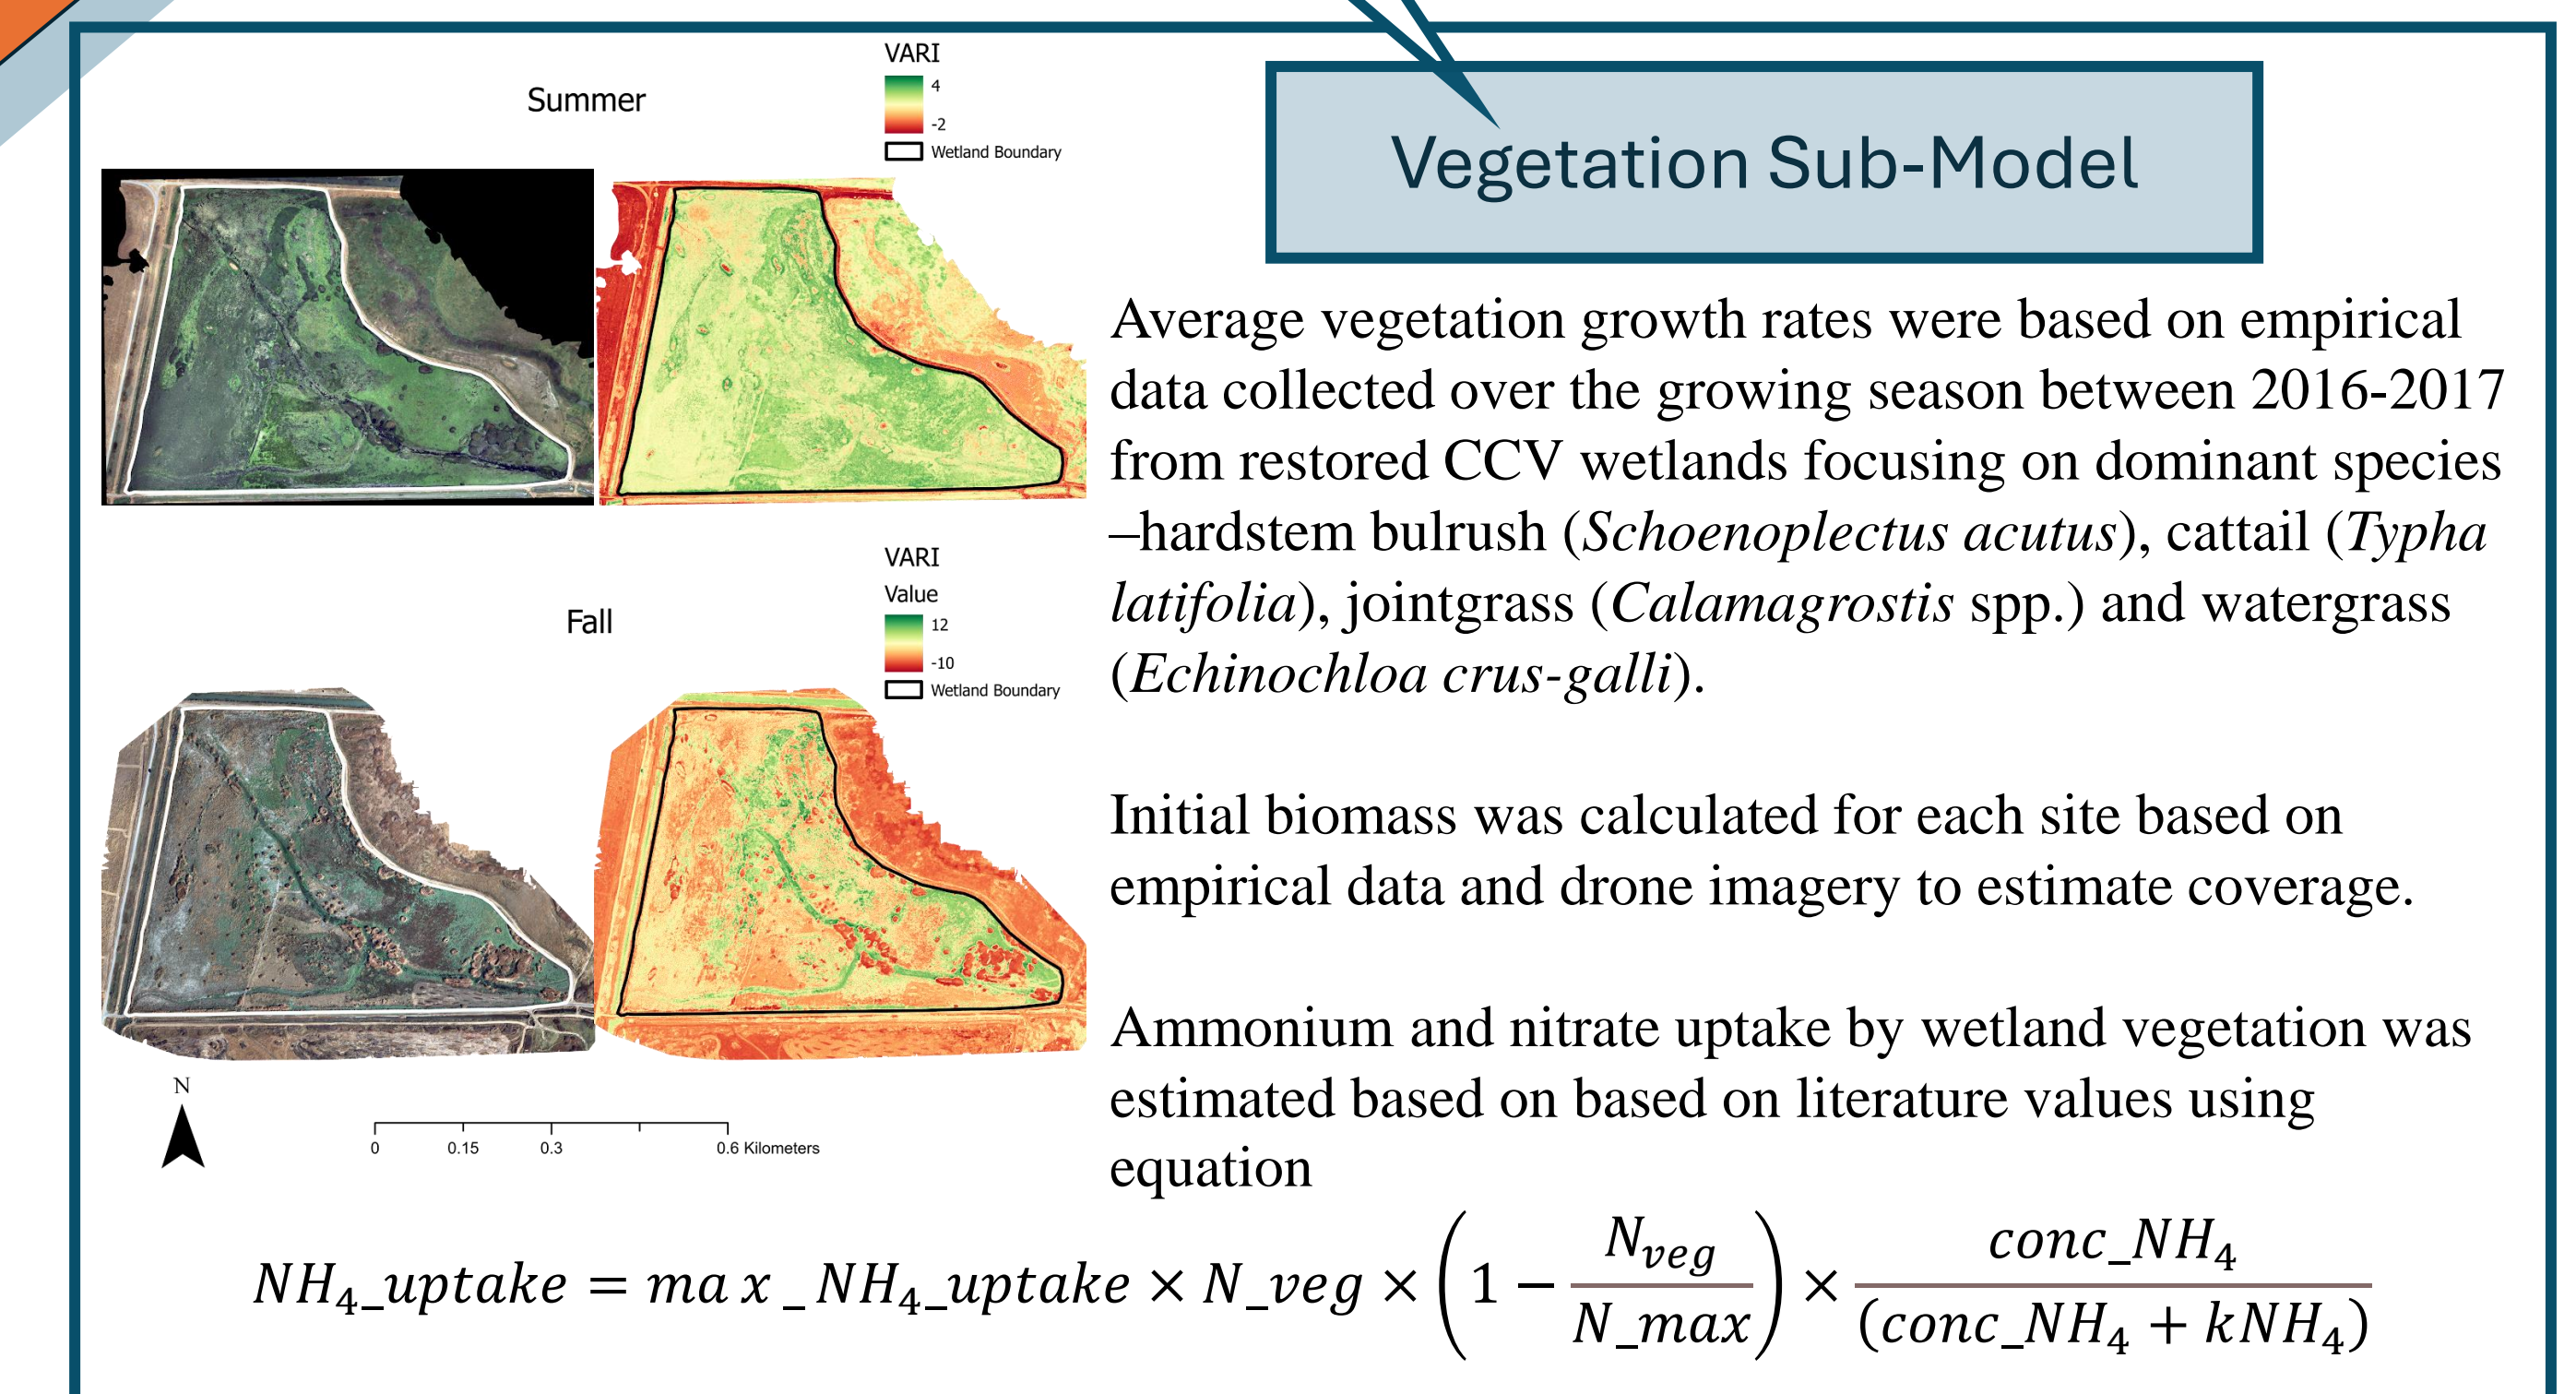 Vegetation Sub-Model
Summer
VARI
4
-2
Wetland Boundary
Fall
VARI
Value
12
-10
Wetland Boundary
N
0 0.15 0.3 0.6 Kilometers
Average vegetation growth rates were based on empirical
data collected over the growing season between 2016-2017
from restored CCV wetlands focusing on dominant species
–hardstem bulrush (Schoenoplectus acutus), cattail (Typha
latifolia), jointgrass (Calamagrostis spp.) and watergrass
(Echinochloa crus-galli).
Initial biomass was calculated for each site based on
empirical data and drone imagery to estimate coverage.
Ammonium and nitrate uptake by wetland vegetation was
estimated based on based on literature values using
equation
NH₄_uptake = ma x _ NH₄_uptake × N_veg × (1 − N_veg / N_max) × conc_NH₄ / (conc_NH₄ + kNH₄)